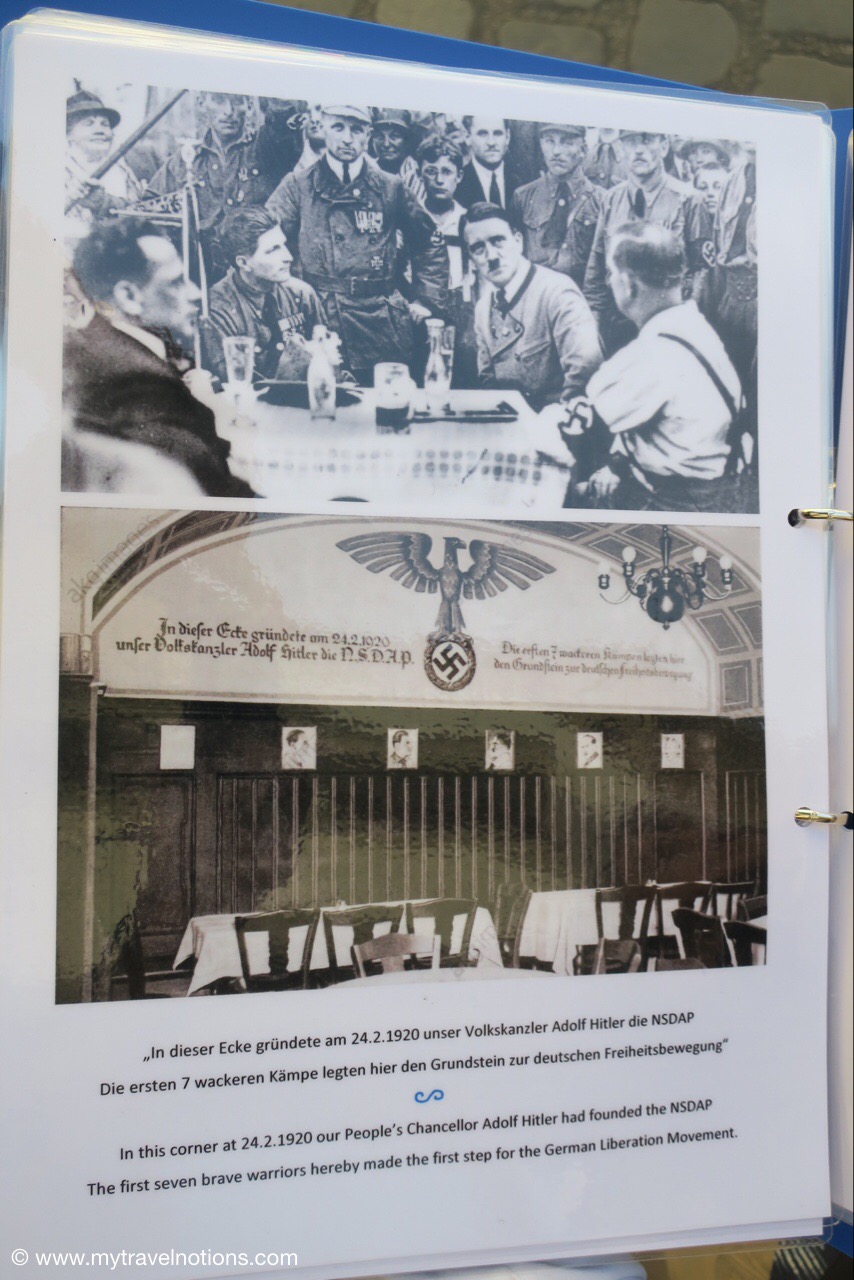 akg images
In dieser Ecke gründete am 24.2.1920
unser Volkskanzler Adolf Hitler die N.S.D.A.P.
Die ersten 7 wackeren Kämpen legten hier
den Grundstein zur deutschen Freiheitsbewegung
„In dieser Ecke gründete am 24.2.1920 unser Volkskanzler Adolf Hitler die NSDAP
Die ersten 7 wackeren Kämpe legten hier den Grundstein zur deutschen Freiheitsbewegung“
In this corner at 24.2.1920 our People’s Chancellor Adolf Hitler had founded the NSDAP
The first seven brave warriors hereby made the first step for the German Liberation Movement.
© www.mytravelnotions.com